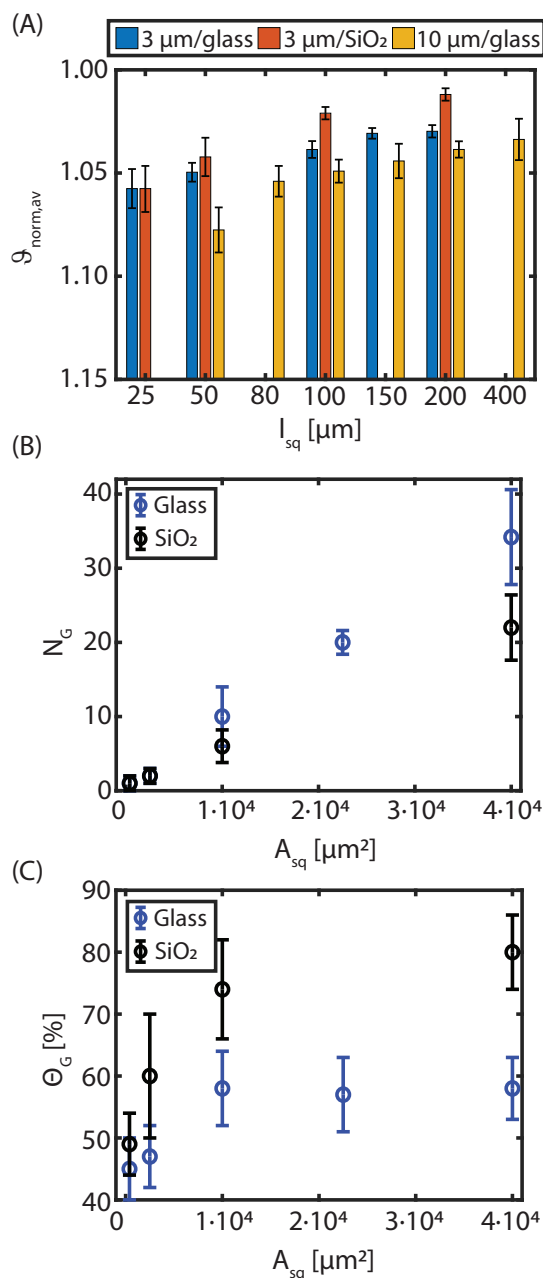 (A)
3 µm/glass 3 µm/SiO₂ 10 µm/glass
1.00
1.05
1.10
1.15
ϑnorm,av
25 50 80 100 150 200 400
lsq [µm]
(B)
Glass
SiO₂
40
30
20
10
0
NG
0 1·10⁴ 2·10⁴ 3·10⁴ 4·10⁴
Asq [µm²]
(C)
Glass
SiO₂
90
80
70
60
50
40
ΘG [%]
0 1·10⁴ 2·10⁴ 3·10⁴ 4·10⁴
Asq [µm²]